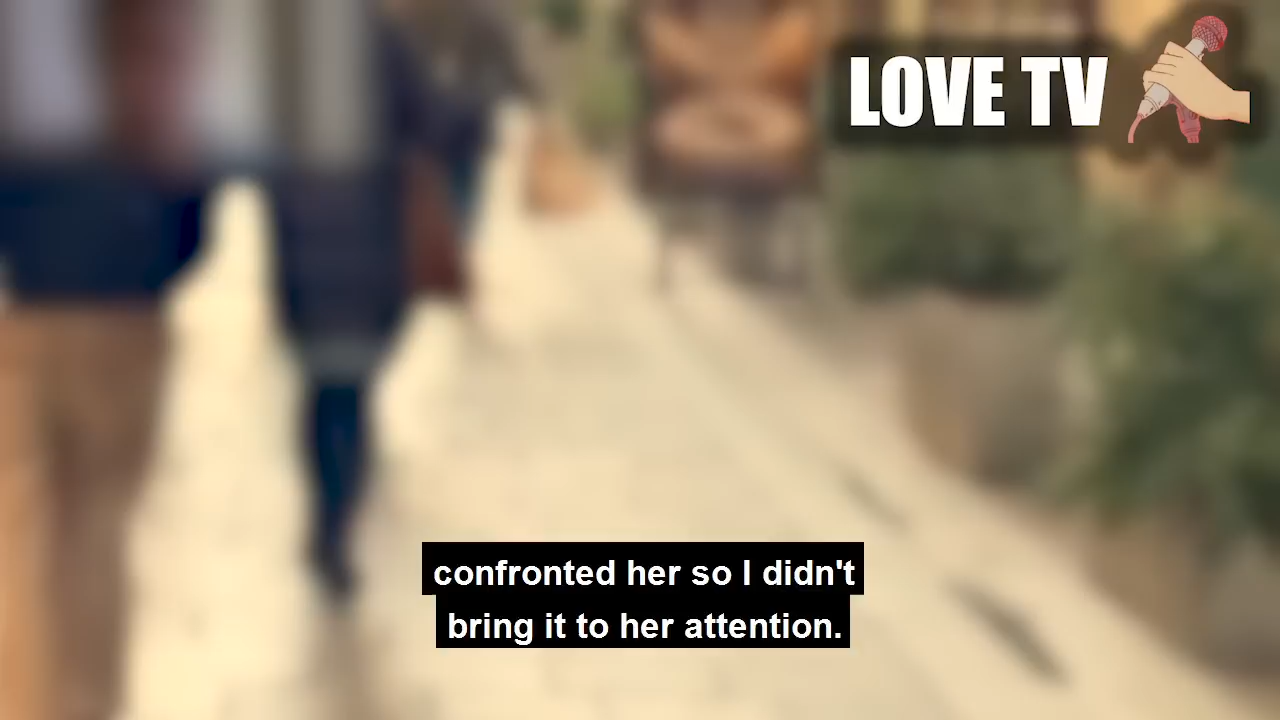 LOVE TV
confronted her so I didn't
bring it to her attention.